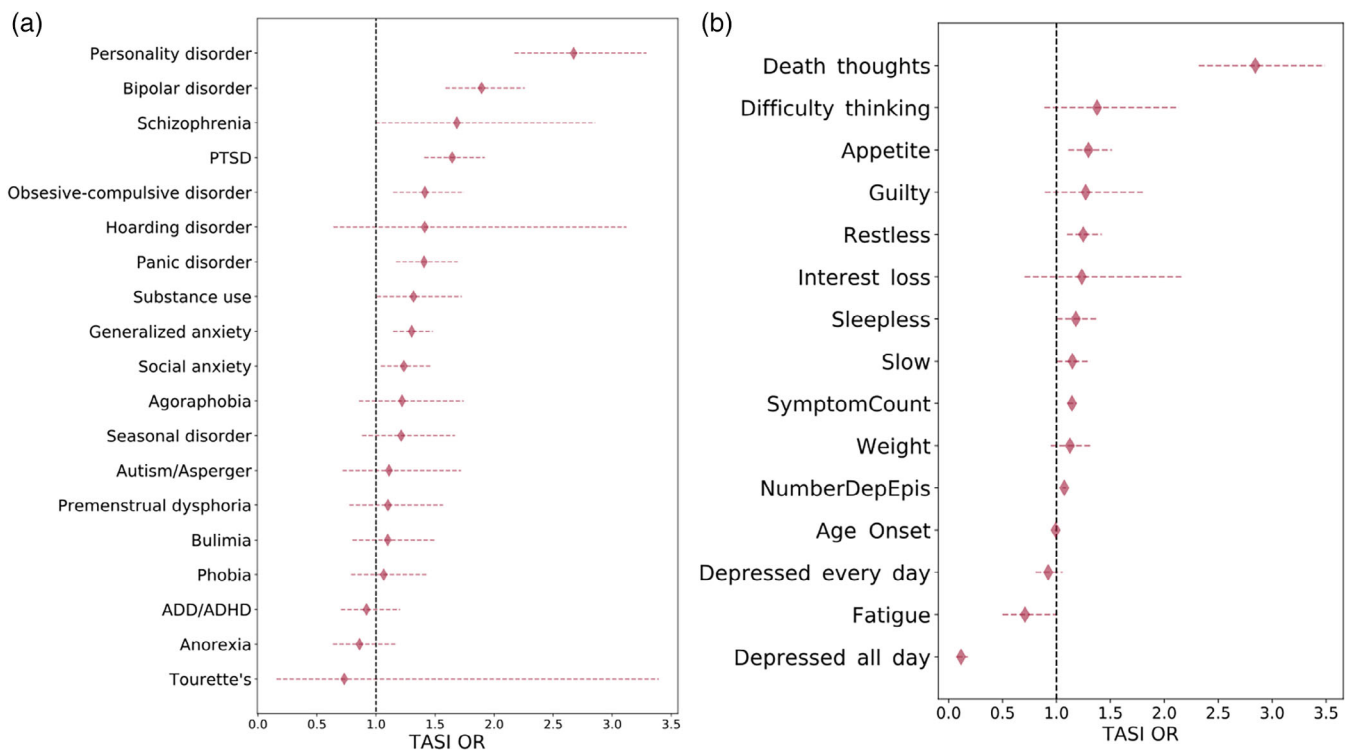 (a)
Personality disorder
Bipolar disorder
Schizophrenia
PTSD
Obsesive-compulsive disorder
Hoarding disorder
Panic disorder
Substance use
Generalized anxiety
Social anxiety
Agoraphobia
Seasonal disorder
Autism/Asperger
Premenstrual dysphoria
Bulimia
Phobia
ADD/ADHD
Anorexia
Tourette's
0.0 0.5 1.0 1.5 2.0 2.5 3.0 3.5
TASI OR
(b)
Death thoughts
Difficulty thinking
Appetite
Guilty
Restless
Interest loss
Sleepless
Slow
SymptomCount
Weight
NumberDepEpis
Age Onset
Depressed every day
Fatigue
Depressed all day
0.0 0.5 1.0 1.5 2.0 2.5 3.0 3.5
TASI OR